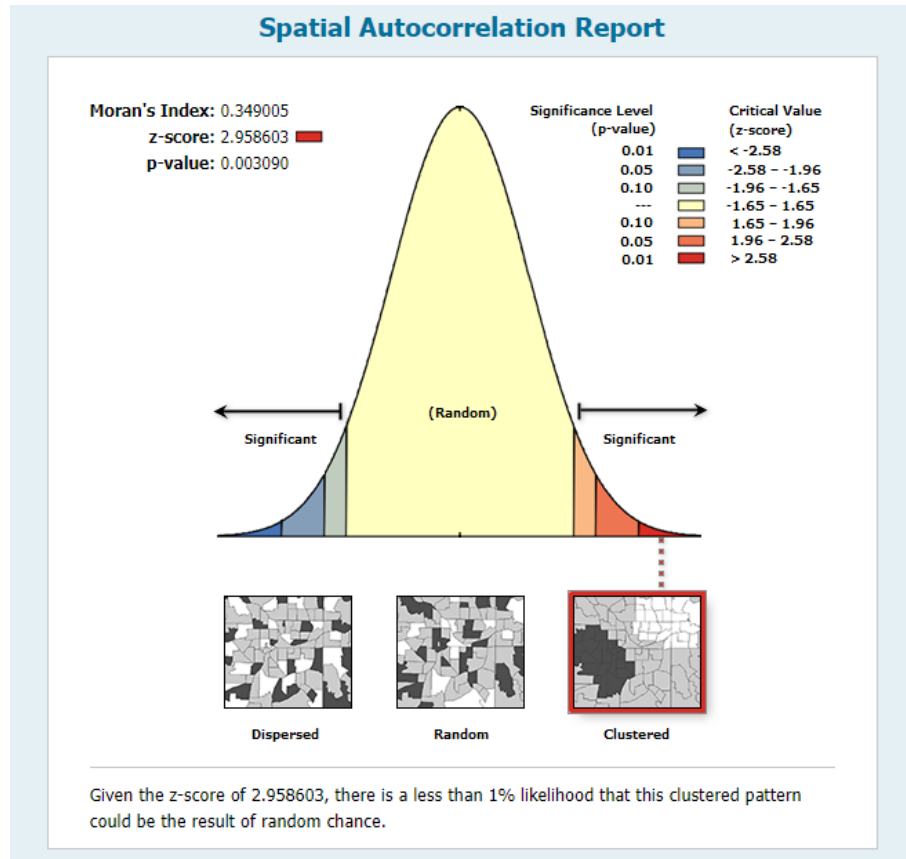 Spatial Autocorrelation Report
Moran's Index: 0.349005
z-score: 2.958603
p-value: 0.003090
Significance Level
(p-value)
Critical Value
(z-score)
0.01 < -2.58
0.05 -2.58 – -1.96
0.10 -1.96 – -1.65
--- -1.65 – 1.65
0.10 1.65 – 1.96
0.05 1.96 – 2.58
0.01 > 2.58
(Random)
Significant
Significant
Dispersed
Random
Clustered
Given the z-score of 2.958603, there is a less than 1% likelihood that this clustered pattern
could be the result of random chance.